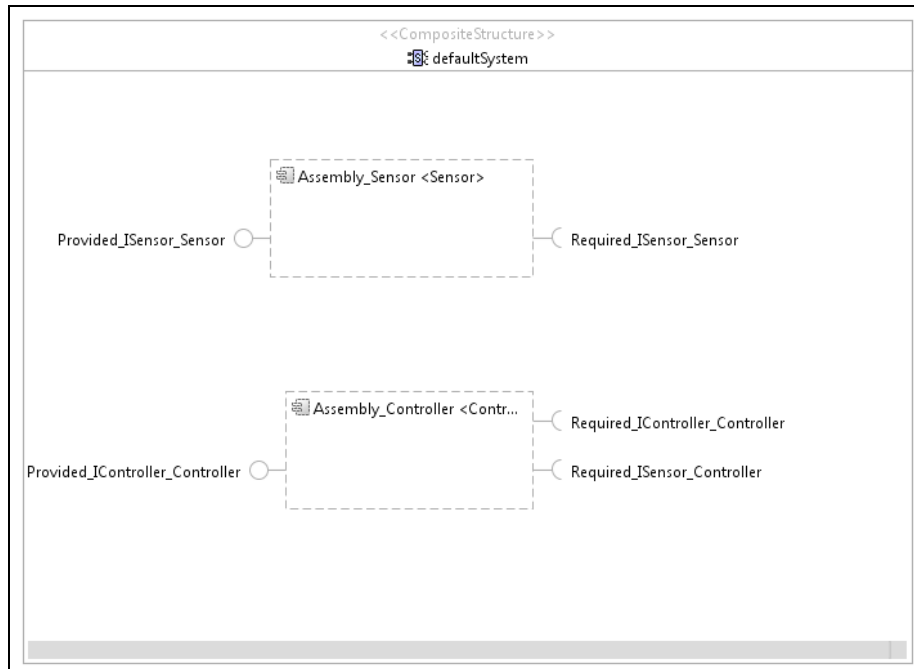 <<CompositeStructure>>
defaultSystem
Assembly_Sensor <Sensor>
Provided_ISensor_Sensor
Required_ISensor_Sensor
Assembly_Controller <Contr...
Required_IController_Controller
Provided_IController_Controller
Required_ISensor_Controller